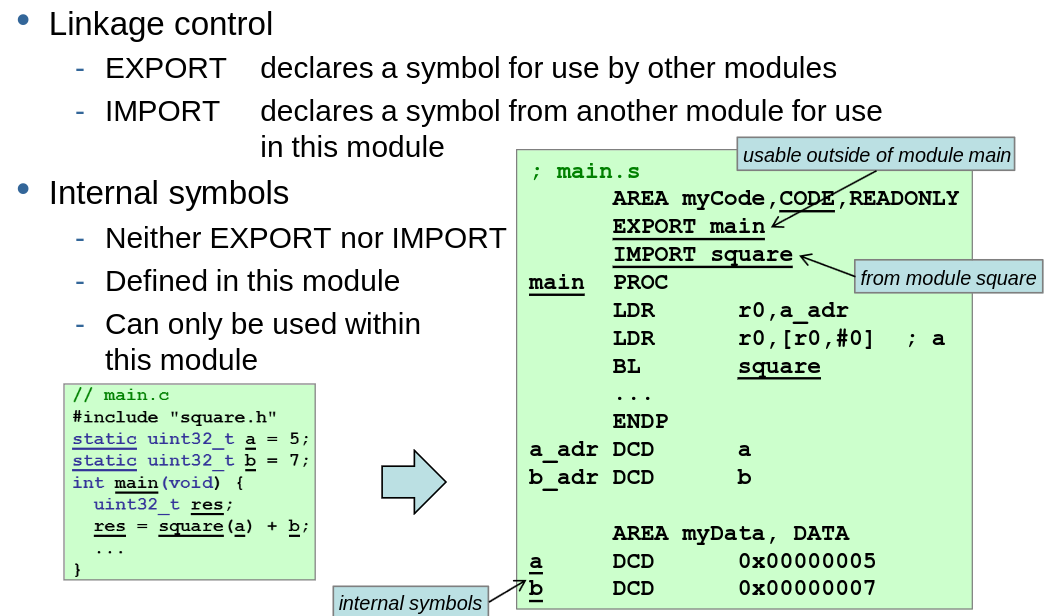 • Linkage control
- EXPORT declares a symbol for use by other modules
- IMPORT declares a symbol from another module for use
in this module
• Internal symbols
- Neither EXPORT nor IMPORT
- Defined in this module
- Can only be used within
this module
// main.c
#include "square.h"
static uint32_t a = 5;
static uint32_t b = 7;
int main(void) {
uint32_t res;
res = square(a) + b;
...
}
usable outside of module main
; main.s
AREA myCode,CODE,READONLY
EXPORT main
IMPORT square
from module square
main PROC
LDR r0,a_adr
LDR r0,[r0,#0] ; a
BL square
...
ENDP
a_adr DCD a
b_adr DCD b
AREA myData, DATA
a DCD 0x00000005
b DCD 0x00000007
internal symbols